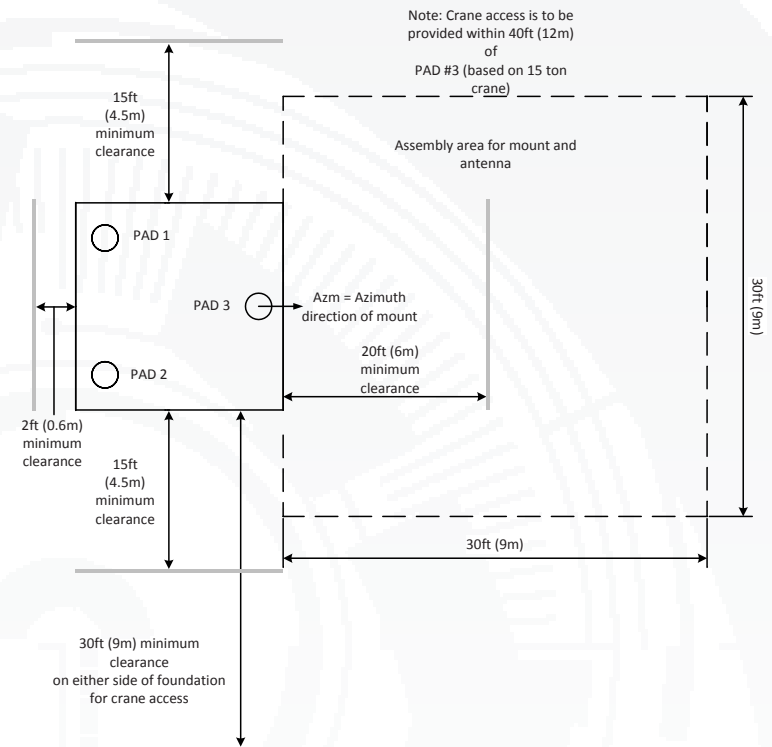 Note: Crane access is to be
provided within 40ft (12m)
of
PAD #3 (based on 15 ton
crane)
15ft
(4.5m)
minimum
clearance
Assembly area for mount and
antenna
PAD 1
PAD 3
Azm = Azimuth
direction of mount
30ft (9m)
20ft (6m)
minimum
clearance
PAD 2
2ft (0.6m)
minimum
clearance
15ft
(4.5m)
minimum
clearance
30ft (9m)
30ft (9m) minimum
clearance
on either side of foundation
for crane access